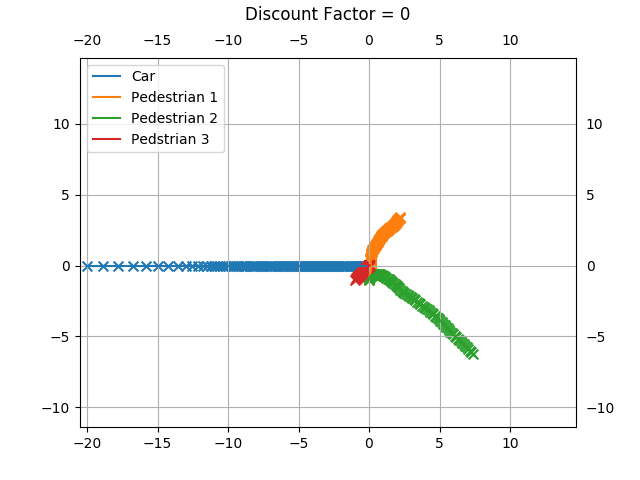 Discount Factor = 0
−20 −15 −10 −5 0 5 10
Car
Pedestrian 1
Pedestrian 2
Pedstrian 3
10 10
5 5
0 0
−5 −5
−10 −10
−20 −15 −10 −5 0 5 10